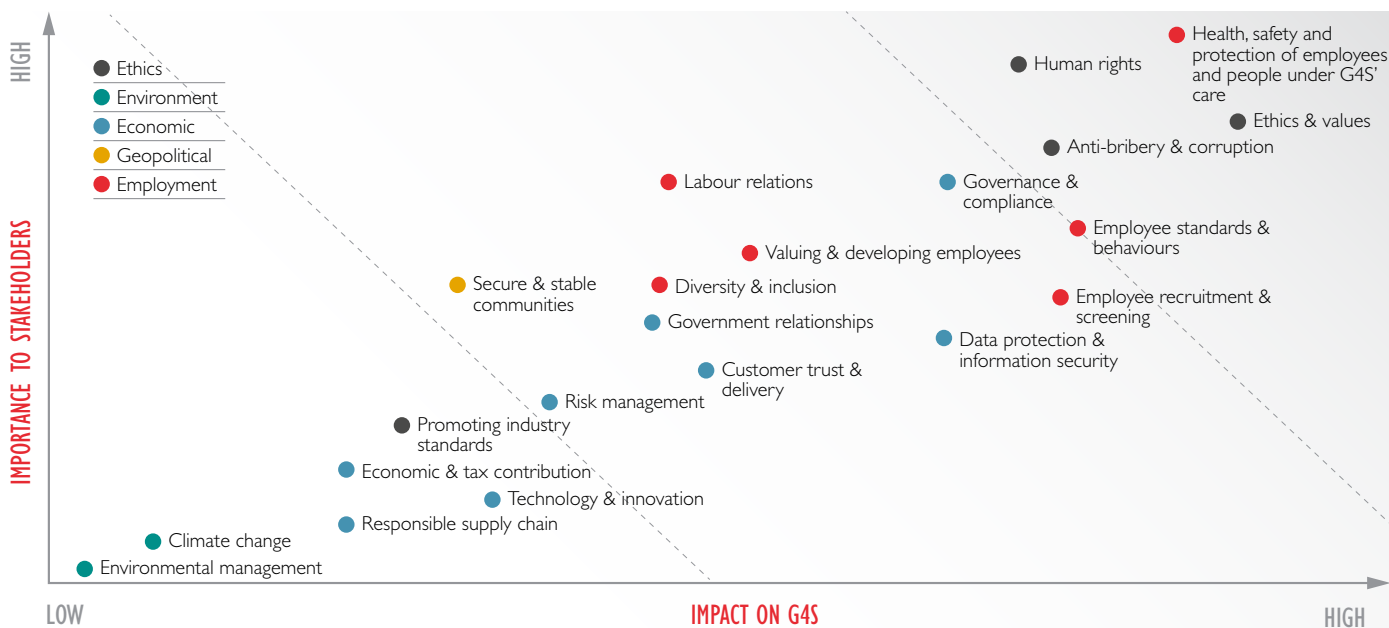 HIGH
IMPORTANCE TO STAKEHOLDERS
Ethics
Environment
Economic
Geopolitical
Employment
Health, safety and
protection of employees
and people under G4S'
care
Human rights
Ethics & values
Anti-bribery & corruption
Labour relations
Governance &
compliance
Employee standards &
behaviours
Valuing & developing employees
Secure & stable
communities
Diversity & inclusion
Employee recruitment &
screening
Government relationships
Data protection &
information security
Customer trust &
delivery
Risk management
Promoting industry
standards
Economic & tax contribution
Technology & innovation
Responsible supply chain
Climate change
Environmental management
LOW
IMPACT ON G4S
HIGH